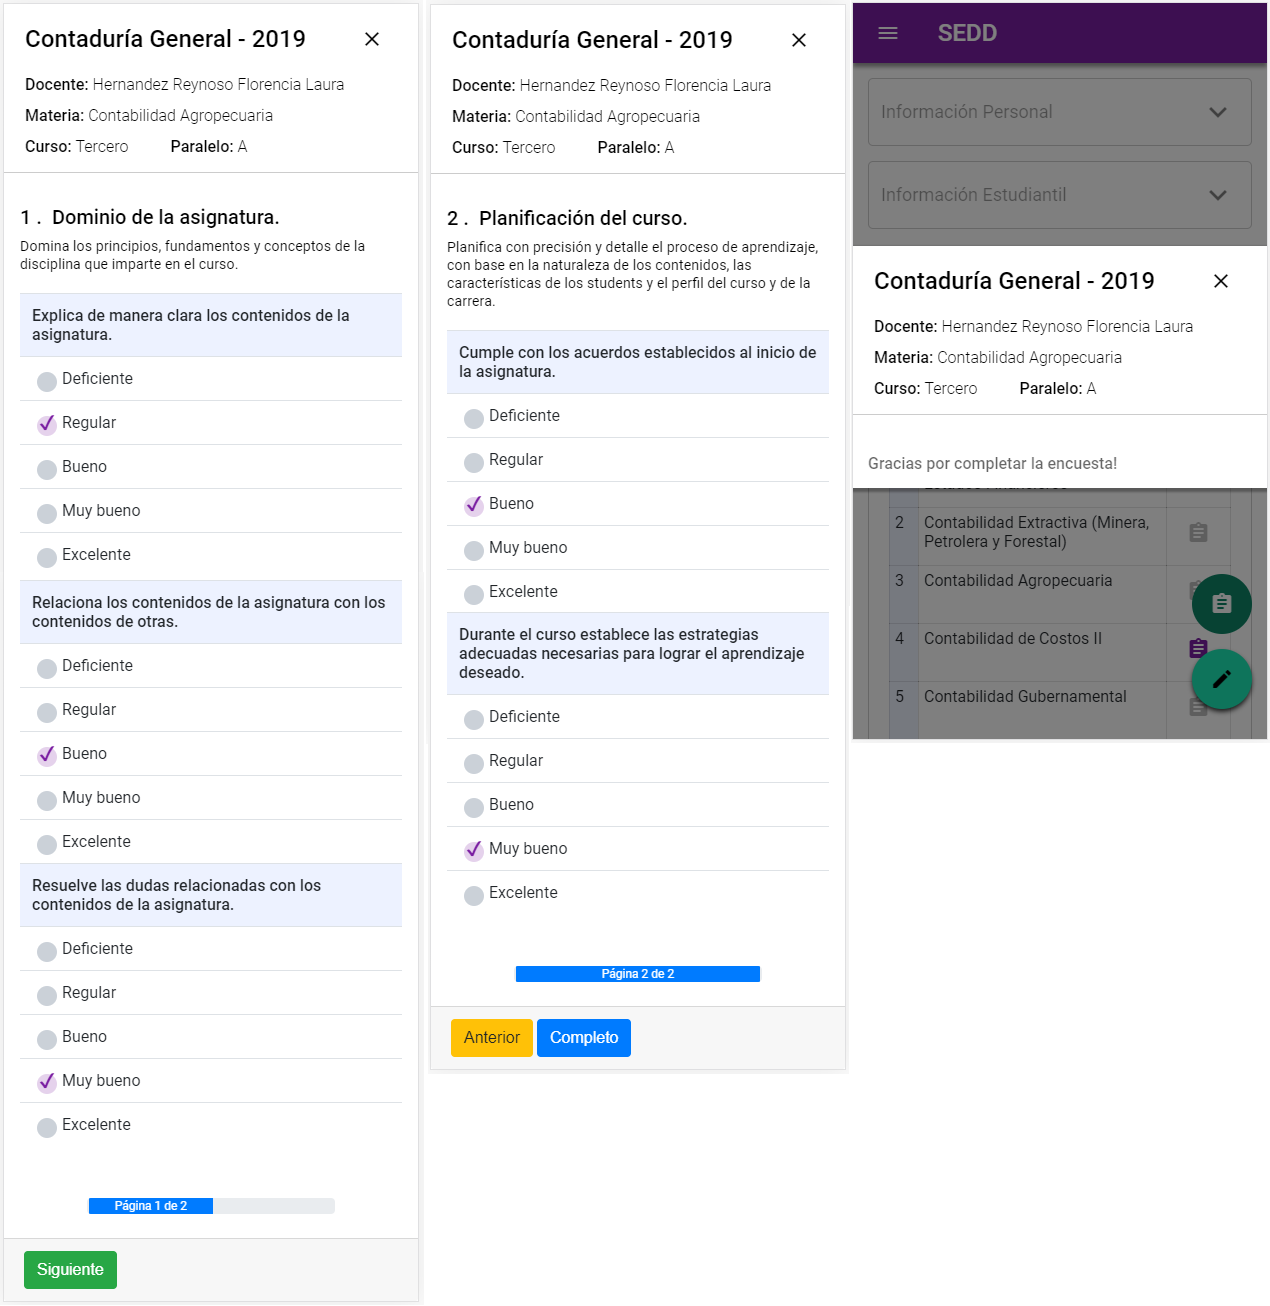 Contaduría General - 2019
Docente: Hernandez Reynoso Florencia Laura
Materia: Contabilidad Agropecuaria
Curso: Tercero Paralelo: A
1 . Dominio de la asignatura.
Domina los principios, fundamentos y conceptos de la
disciplina que imparte en el curso.
Explica de manera clara los contenidos de la
asignatura.
Deficiente
Regular
Bueno
Muy bueno
Excelente
Relaciona los contenidos de la asignatura con los
contenidos de otras.
Deficiente
Regular
Bueno
Muy bueno
Excelente
Resuelve las dudas relacionadas con los
contenidos de la asignatura.
Deficiente
Regular
Bueno
Muy bueno
Excelente
Página 1 de 2
Siguiente
Contaduría General - 2019
Docente: Hernandez Reynoso Florencia Laura
Materia: Contabilidad Agropecuaria
Curso: Tercero Paralelo: A
2 . Planificación del curso.
Planifica con precisión y detalle el proceso de aprendizaje,
con base en la naturaleza de los contenidos, las
características de los students y el perfil del curso y de la
carrera.
Cumple con los acuerdos establecidos al inicio de
la asignatura.
Deficiente
Regular
Bueno
Muy bueno
Excelente
Durante el curso establece las estrategias
adecuadas necesarias para lograr el aprendizaje
deseado.
Deficiente
Regular
Bueno
Muy bueno
Excelente
Página 2 de 2
Anterior Completo
SEDD
Información Personal
Información Estudiantil
Contaduría General - 2019
Docente: Hernandez Reynoso Florencia Laura
Materia: Contabilidad Agropecuaria
Curso: Tercero Paralelo: A
Gracias por completar la encuesta!
Estados Financieros
2 Contabilidad Extractiva (Minera,
Petrolera y Forestal)
3 Contabilidad Agropecuaria
4 Contabilidad de Costos II
5 Contabilidad Gubernamental